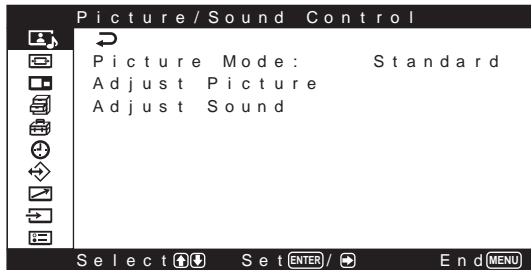 Picture/Sound Control
Picture Mode: Standard
Adjust Picture
Adjust Sound
Select Set ENTER / End MENU